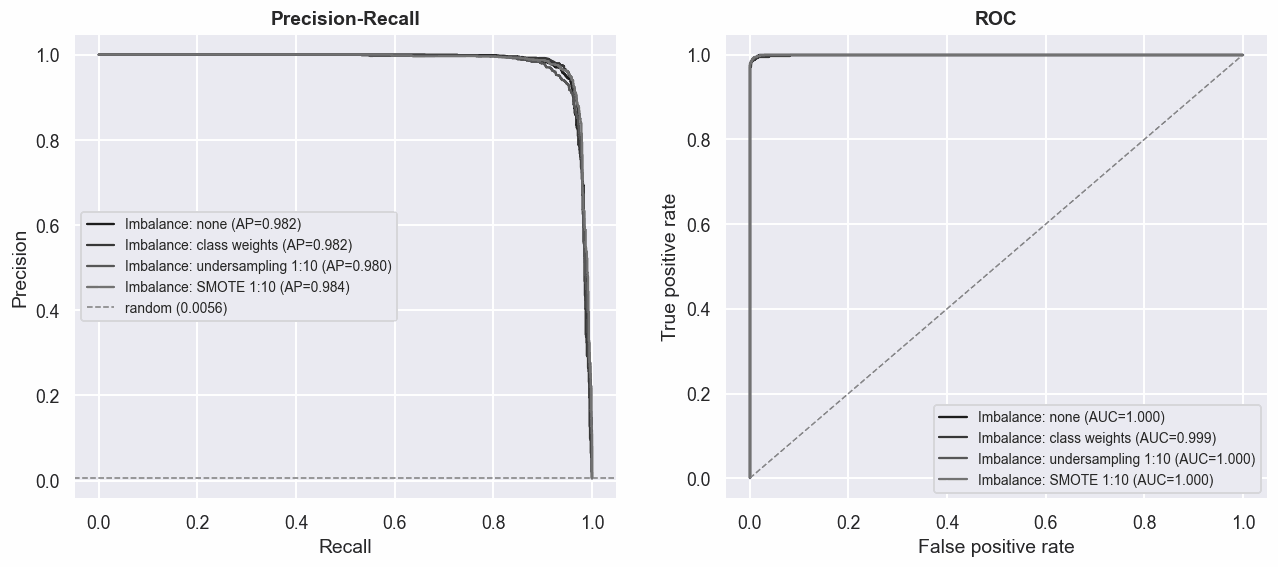 Precision-Recall
1.0
0.8
0.6
0.4
0.2
0.0
Precision
Imbalance: none (AP=0.982)
Imbalance: class weights (AP=0.982)
Imbalance: undersampling 1:10 (AP=0.980)
Imbalance: SMOTE 1:10 (AP=0.984)
random (0.0056)
0.0 0.2 0.4 0.6 0.8 1.0
Recall
ROC
1.0
0.8
0.6
0.4
0.2
0.0
True positive rate
Imbalance: none (AUC=1.000)
Imbalance: class weights (AUC=0.999)
Imbalance: undersampling 1:10 (AUC=1.000)
Imbalance: SMOTE 1:10 (AUC=1.000)
0.0 0.2 0.4 0.6 0.8 1.0
False positive rate